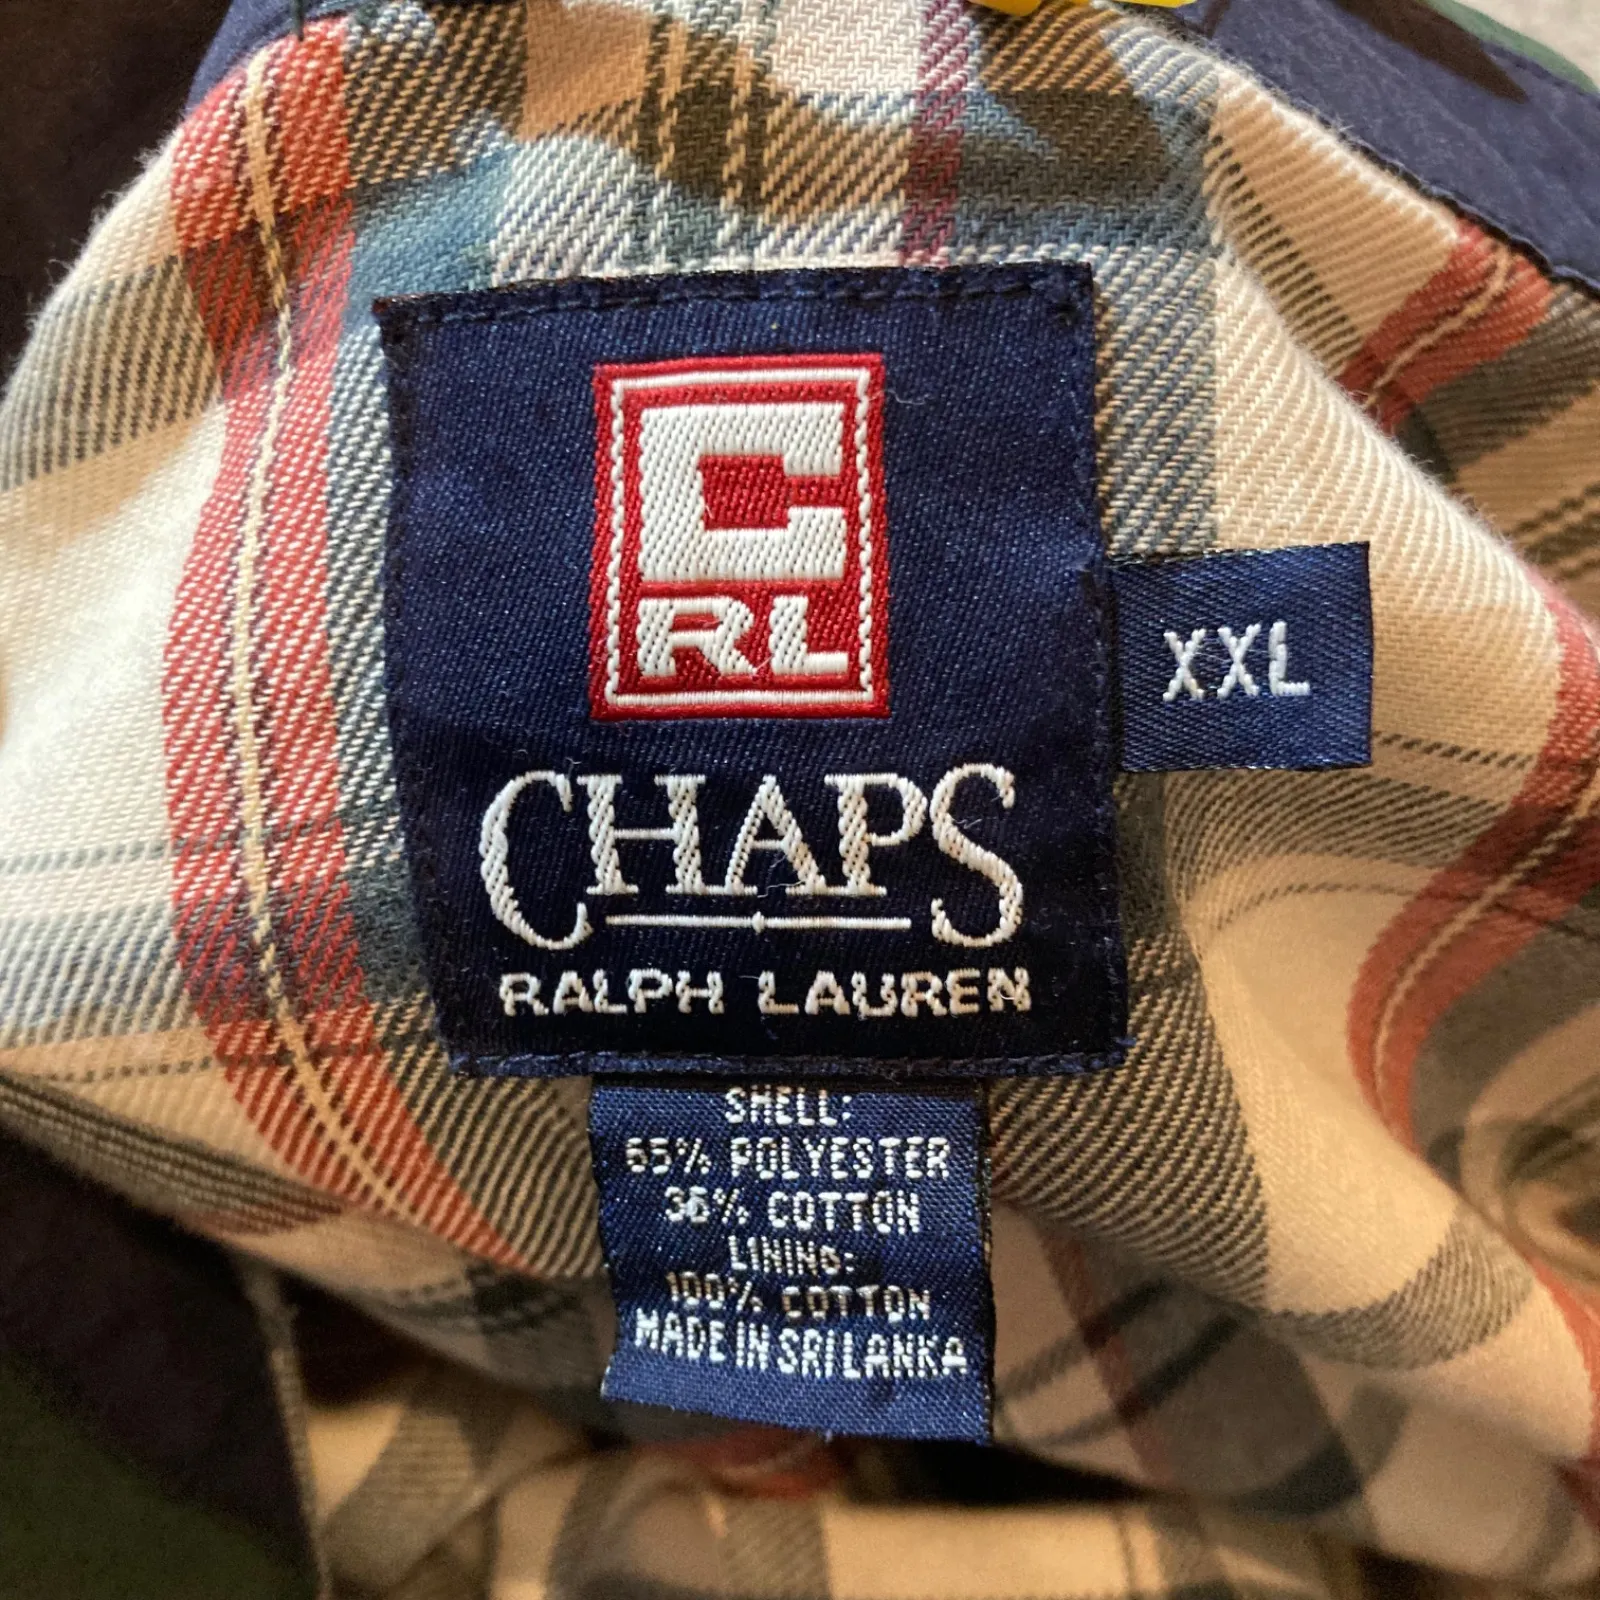 C
RL
CHAPS
RALPH LAUREN
XXL
SHELL:
65% POLYESTER
35% COTTON
LINING:
100% COTTON
MADE IN SRI LANKA